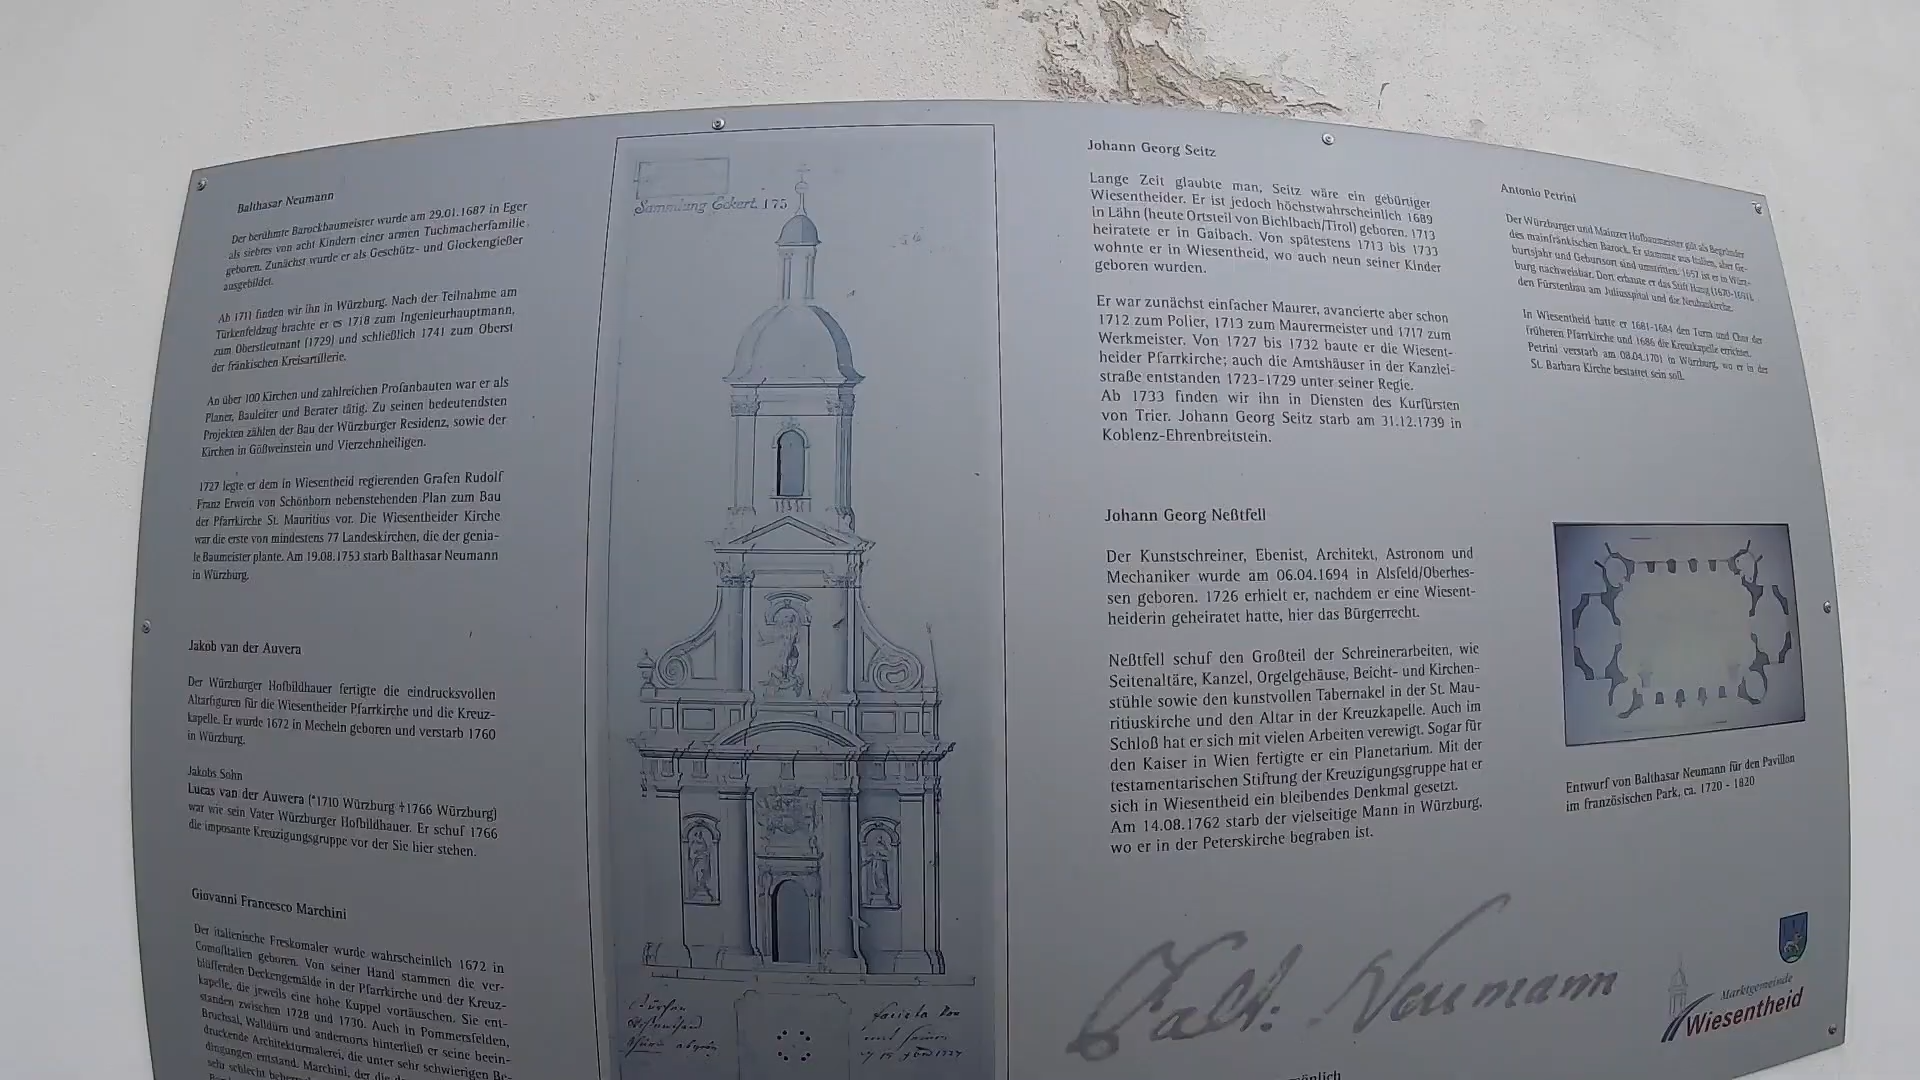 Balthasar Neumann
Der berühmte Barockbaumeister wurde am 29.01.1687 in Eger
als siebtes von acht Kindern einer armen Tuchmacherfamilie
geboren. Zunächst wurde er als Geschütz- und Glockengießer
ausgebildet.
Ab 1711 finden wir ihn in Würzburg. Nach der Teilnahme am
Türkenfeldzug brachte er es 1718 zum Ingenieurhauptmann,
zum Oberstleutnant (1729) und schließlich 1741 zum Oberst
der fränkischen Kreisartillerie.
An über 100 Kirchen und zahlreichen Profanbauten war er als
Planer, Bauleiter und Berater tätig. Zu seinen bedeutendsten
Projekten zählen der Bau der Würzburger Residenz, sowie der
Kirchen in Gößweinstein und Vierzehnheiligen.
1727 legte er dem in Wiesentheid regierenden Grafen Rudolf
Franz Erwein von Schönborn nebenstehenden Plan zum Bau
der Pfarrkirche St. Mauritius vor. Die Wiesentheider Kirche
war die erste von mindestens 77 Landeskirchen, die der genia-
le Baumeister plante. Am 19.08.1753 starb Balthasar Neumann
in Würzburg.
Jakob van der Auvera
Der Würzburger Hofbildhauer fertigte die eindrucksvollen
Altarfiguren für die Wiesentheider Pfarrkirche und die Kreuz-
kapelle. Er wurde 1672 in Mecheln geboren und verstarb 1760
in Würzburg.
Jakobs Sohn
Lucas van der Auwera (*1710 Würzburg †1766 Würzburg)
war wie sein Vater Würzburger Hofbildhauer. Er schuf 1766
die imposante Kreuzigungsgruppe vor der Sie hier stehen.
Giovanni Francesco Marchini
Der italienische Freskomaler wurde wahrscheinlich 1672 in
Como/Italien geboren. Von seiner Hand stammen die ver-
blüffenden Deckengemälde in der Pfarrkirche und der Kreuz-
kapelle, die jeweils eine hohe Kuppel vortäuschen. Sie ent-
standen zwischen 1728 und 1730. Auch in Pommersfelden,
Bruchsal, Walldürn und andernorts hinterließ er seine beein-
druckende Architekturmalerei, die unter sehr schwierigen Be-
dingungen entstand. Marchini, der die
sehr schlecht
Sammlung Eckert. 175
Johann Georg Seitz
Lange Zeit glaubte man, Seitz wäre ein gebürtiger
Wiesentheider. Er ist jedoch höchstwahrscheinlich 1689
in Lähn (heute Ortsteil von Bichlbach/Tirol) geboren. 1713
heiratete er in Gaibach. Von spätestens 1713 bis 1733
wohnte er in Wiesentheid, wo auch neun seiner Kinder
geboren wurden.
Er war zunächst einfacher Maurer, avancierte aber schon
1712 zum Polier, 1713 zum Maurermeister und 1717 zum
Werkmeister. Von 1727 bis 1732 baute er die Wiesent-
heider Pfarrkirche; auch die Amtshäuser in der Kanzlei-
straße entstanden 1723-1729 unter seiner Regie.
Ab 1733 finden wir ihn in Diensten des Kurfürsten
von Trier. Johann Georg Seitz starb am 31.12.1739 in
Koblenz-Ehrenbreitstein.
Johann Georg Neßtfell
Der Kunstschreiner, Ebenist, Architekt, Astronom und
Mechaniker wurde am 06.04.1694 in Alsfeld/Oberhes-
sen geboren. 1726 erhielt er, nachdem er eine Wiesent-
heiderin geheiratet hatte, hier das Bürgerrecht.
Neßtfell schuf den Großteil der Schreinerarbeiten, wie
Seitenaltäre, Kanzel, Orgelgehäuse, Beicht- und Kirchen-
stühle sowie den kunstvollen Tabernakel in der St. Mau-
ritiuskirche und den Altar in der Kreuzkapelle. Auch im
Schloß hat er sich mit vielen Arbeiten verewigt. Sogar für
den Kaiser in Wien fertigte er ein Planetarium. Mit der
testamentarischen Stiftung der Kreuzigungsgruppe hat er
sich in Wiesentheid ein bleibendes Denkmal gesetzt.
Am 14.08.1762 starb der vielseitige Mann in Würzburg,
wo er in der Peterskirche begraben ist.
Balt: Neumann
Antonio Petrini
Der Würzburger und Mainzer Hofbaumeister gilt als Begründer
des mainfränkischen Barock. Er stammte aus Italien, aber Ge-
burtsjahr und Geburtsort sind umstritten. 1657 ist er in Würz-
burg nachweisbar. Dort erbaute er das Stift Haug (1670-1691),
den Fürstenbau am Juliusspital und die Neubaukirche.
In Wiesentheid hatte er 1681-1684 den Turm und Chor der
früheren Pfarrkirche und 1686 die Kreuzkapelle errichtet.
Petrini verstarb am 08.04.1701 in Würzburg, wo er in der
St. Barbara Kirche bestattet sein soll.
Entwurf von Balthasar Neumann für den Pavillon
im französischen Park, ca. 1720 - 1820
Marktgemeinde
Wiesentheid